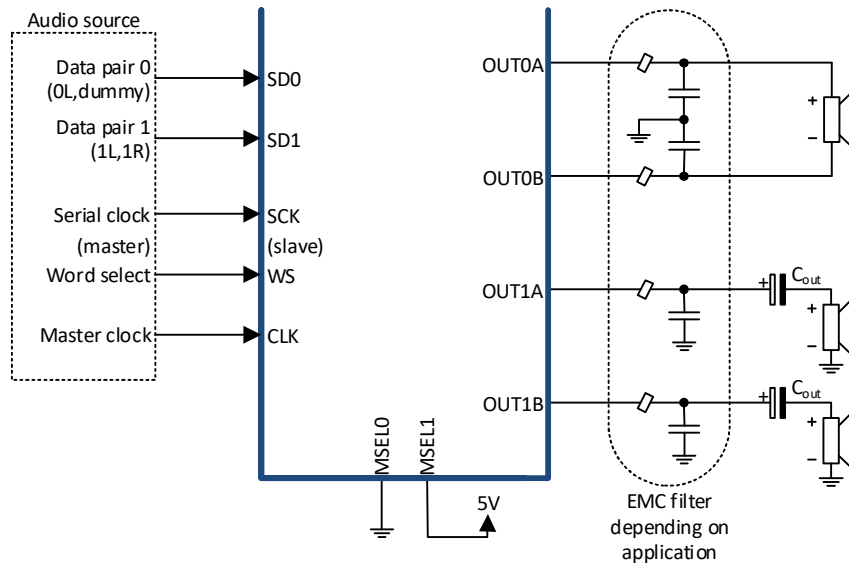 Audio source
Data pair 0
(0L,dummy)
SD0
Data pair 1
(1L,1R)
SD1
Serial clock
SCK
(master)
(slave)
Word select
WS
Master clock
CLK
MSEL0
MSEL1
5V
OUT0A
+
−
OUT0B
OUT1A
+
Cout
+
−
OUT1B
+
Cout
+
−
EMC filter
depending on
application